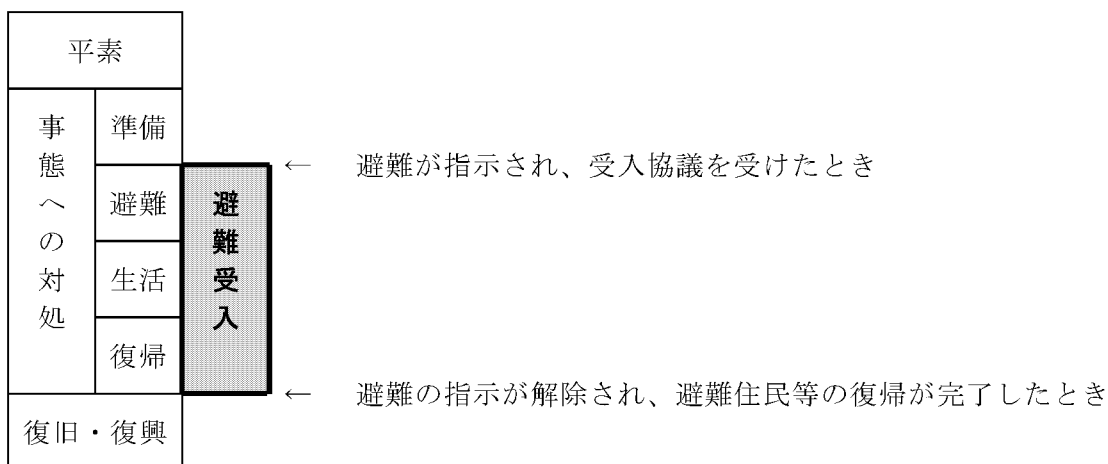 平素
事態への対処
準備
避難
生活
復帰
避難受入
← 避難が指示され、受入協議を受けたとき
← 避難の指示が解除され、避難住民等の復帰が完了したとき
復旧・復興